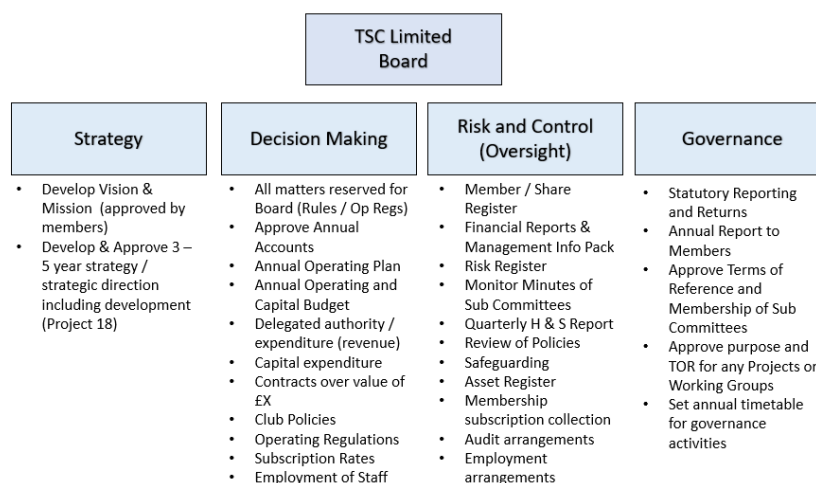 TSC Limited
Board
Strategy
• Develop Vision &
Mission (approved by
members)
• Develop & Approve 3 –
5 year strategy /
strategic direction
including development
(Project 18)
Decision Making
• All matters reserved for
Board (Rules / Op Regs)
• Approve Annual
Accounts
• Annual Operating Plan
• Annual Operating and
Capital Budget
• Delegated authority /
expenditure (revenue)
• Capital expenditure
• Contracts over value of
£X
• Club Policies
• Operating Regulations
• Subscription Rates
• Employment of Staff
Risk and Control
(Oversight)
• Member / Share
Register
• Financial Reports &
Management Info Pack
• Risk Register
• Monitor Minutes of
Sub Committees
• Quarterly H & S Report
• Review of Policies
• Safeguarding
• Asset Register
• Membership
subscription collection
• Audit arrangements
• Employment
arrangements
Governance
• Statutory Reporting
and Returns
• Annual Report to
Members
• Approve Terms of
Reference and
Membership of Sub
Committees
• Approve purpose and
TOR for any Projects or
Working Groups
• Set annual timetable
for governance
activities